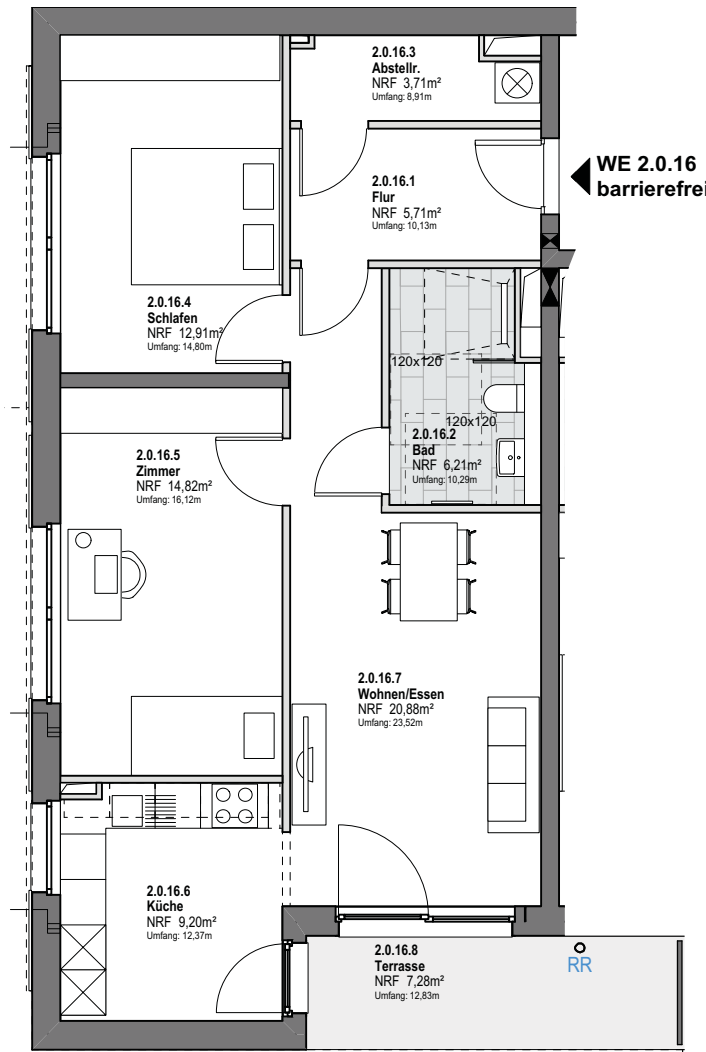 2.0.16.3
Abstellr.
NRF 3,71m²
Umfang: 8,91m
WE 2.0.16
barrierefrei
2.0.16.1
Flur
NRF 5,71m²
Umfang: 10,13m
2.0.16.4
Schlafen
NRF 12,91m²
Umfang: 14,80m
120x120
120x120
2.0.16.2
Bad
NRF 6,21m²
Umfang: 10,29m
2.0.16.5
Zimmer
NRF 14,82m²
Umfang: 16,12m
2.0.16.7
Wohnen/Essen
NRF 20,88m²
Umfang: 23,52m
2.0.16.6
Küche
NRF 9,20m²
Umfang: 12,37m
2.0.16.8
Terrasse
NRF 7,28m²
Umfang: 12,83m
RR